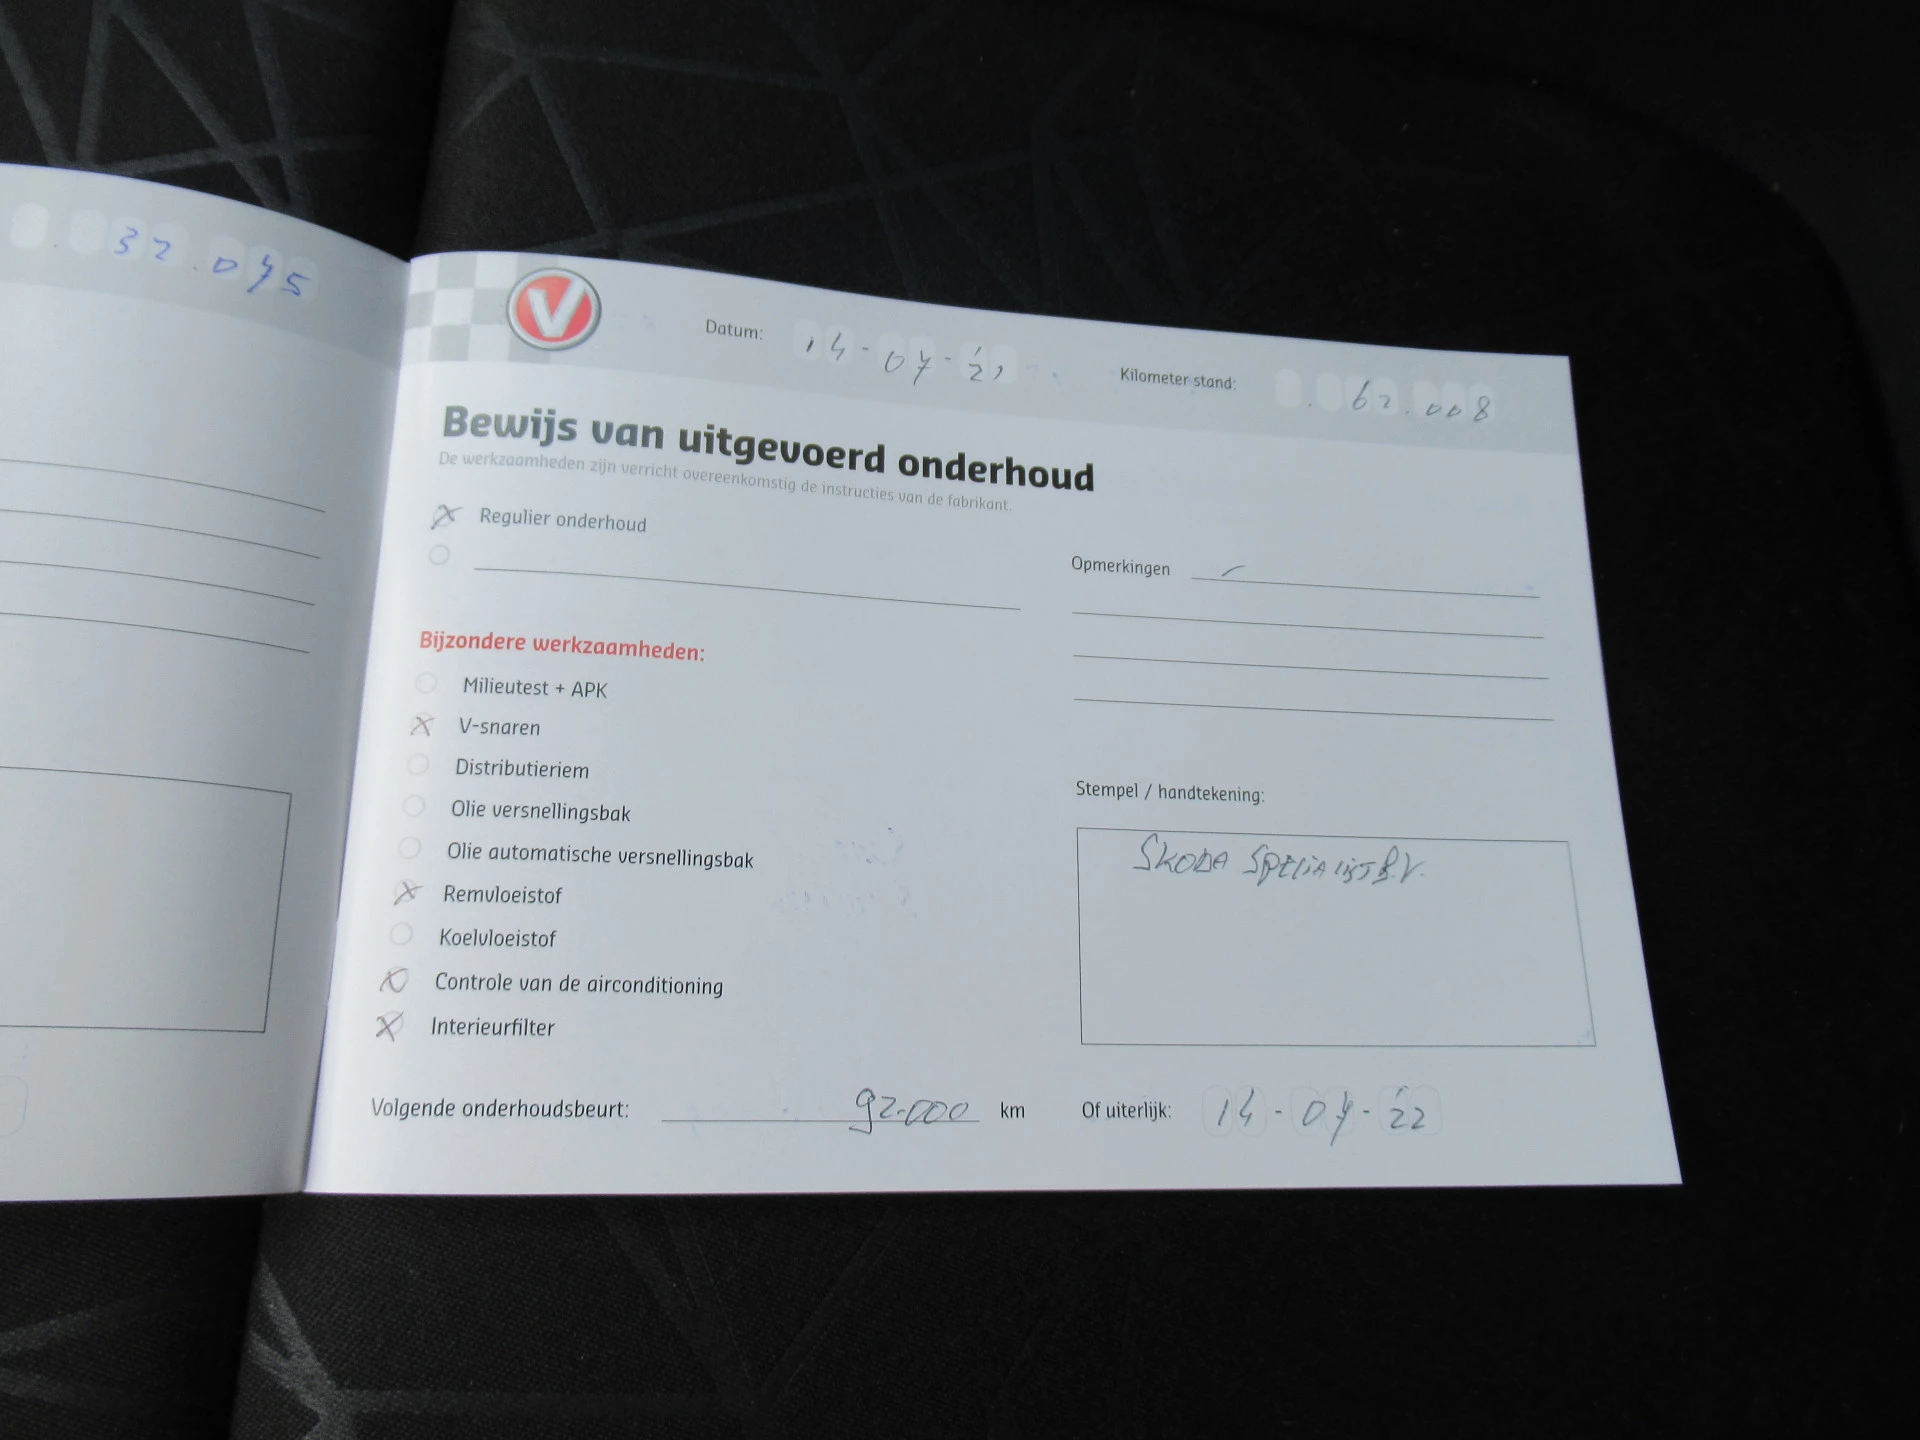 32.045
V
Datum: 14-07-'21
Kilometer stand: 62.008
Bewijs van uitgevoerd onderhoud
De werkzaamheden zijn verricht overeenkomstig de instructies van de fabrikant.
Regulier onderhoud
Opmerkingen
Bijzondere werkzaamheden:
Milieutest + APK
V-snaren
Distributieriem
Olie versnellingsbak
Olie automatische versnellingsbak
Remvloeistof
Koelvloeistof
Controle van de airconditioning
Interieurfilter
Stempel / handtekening:
SKODA SPECIALIST B.V.
Volgende onderhoudsbeurt: 92.000 km
Of uiterlijk: 14-07-'22